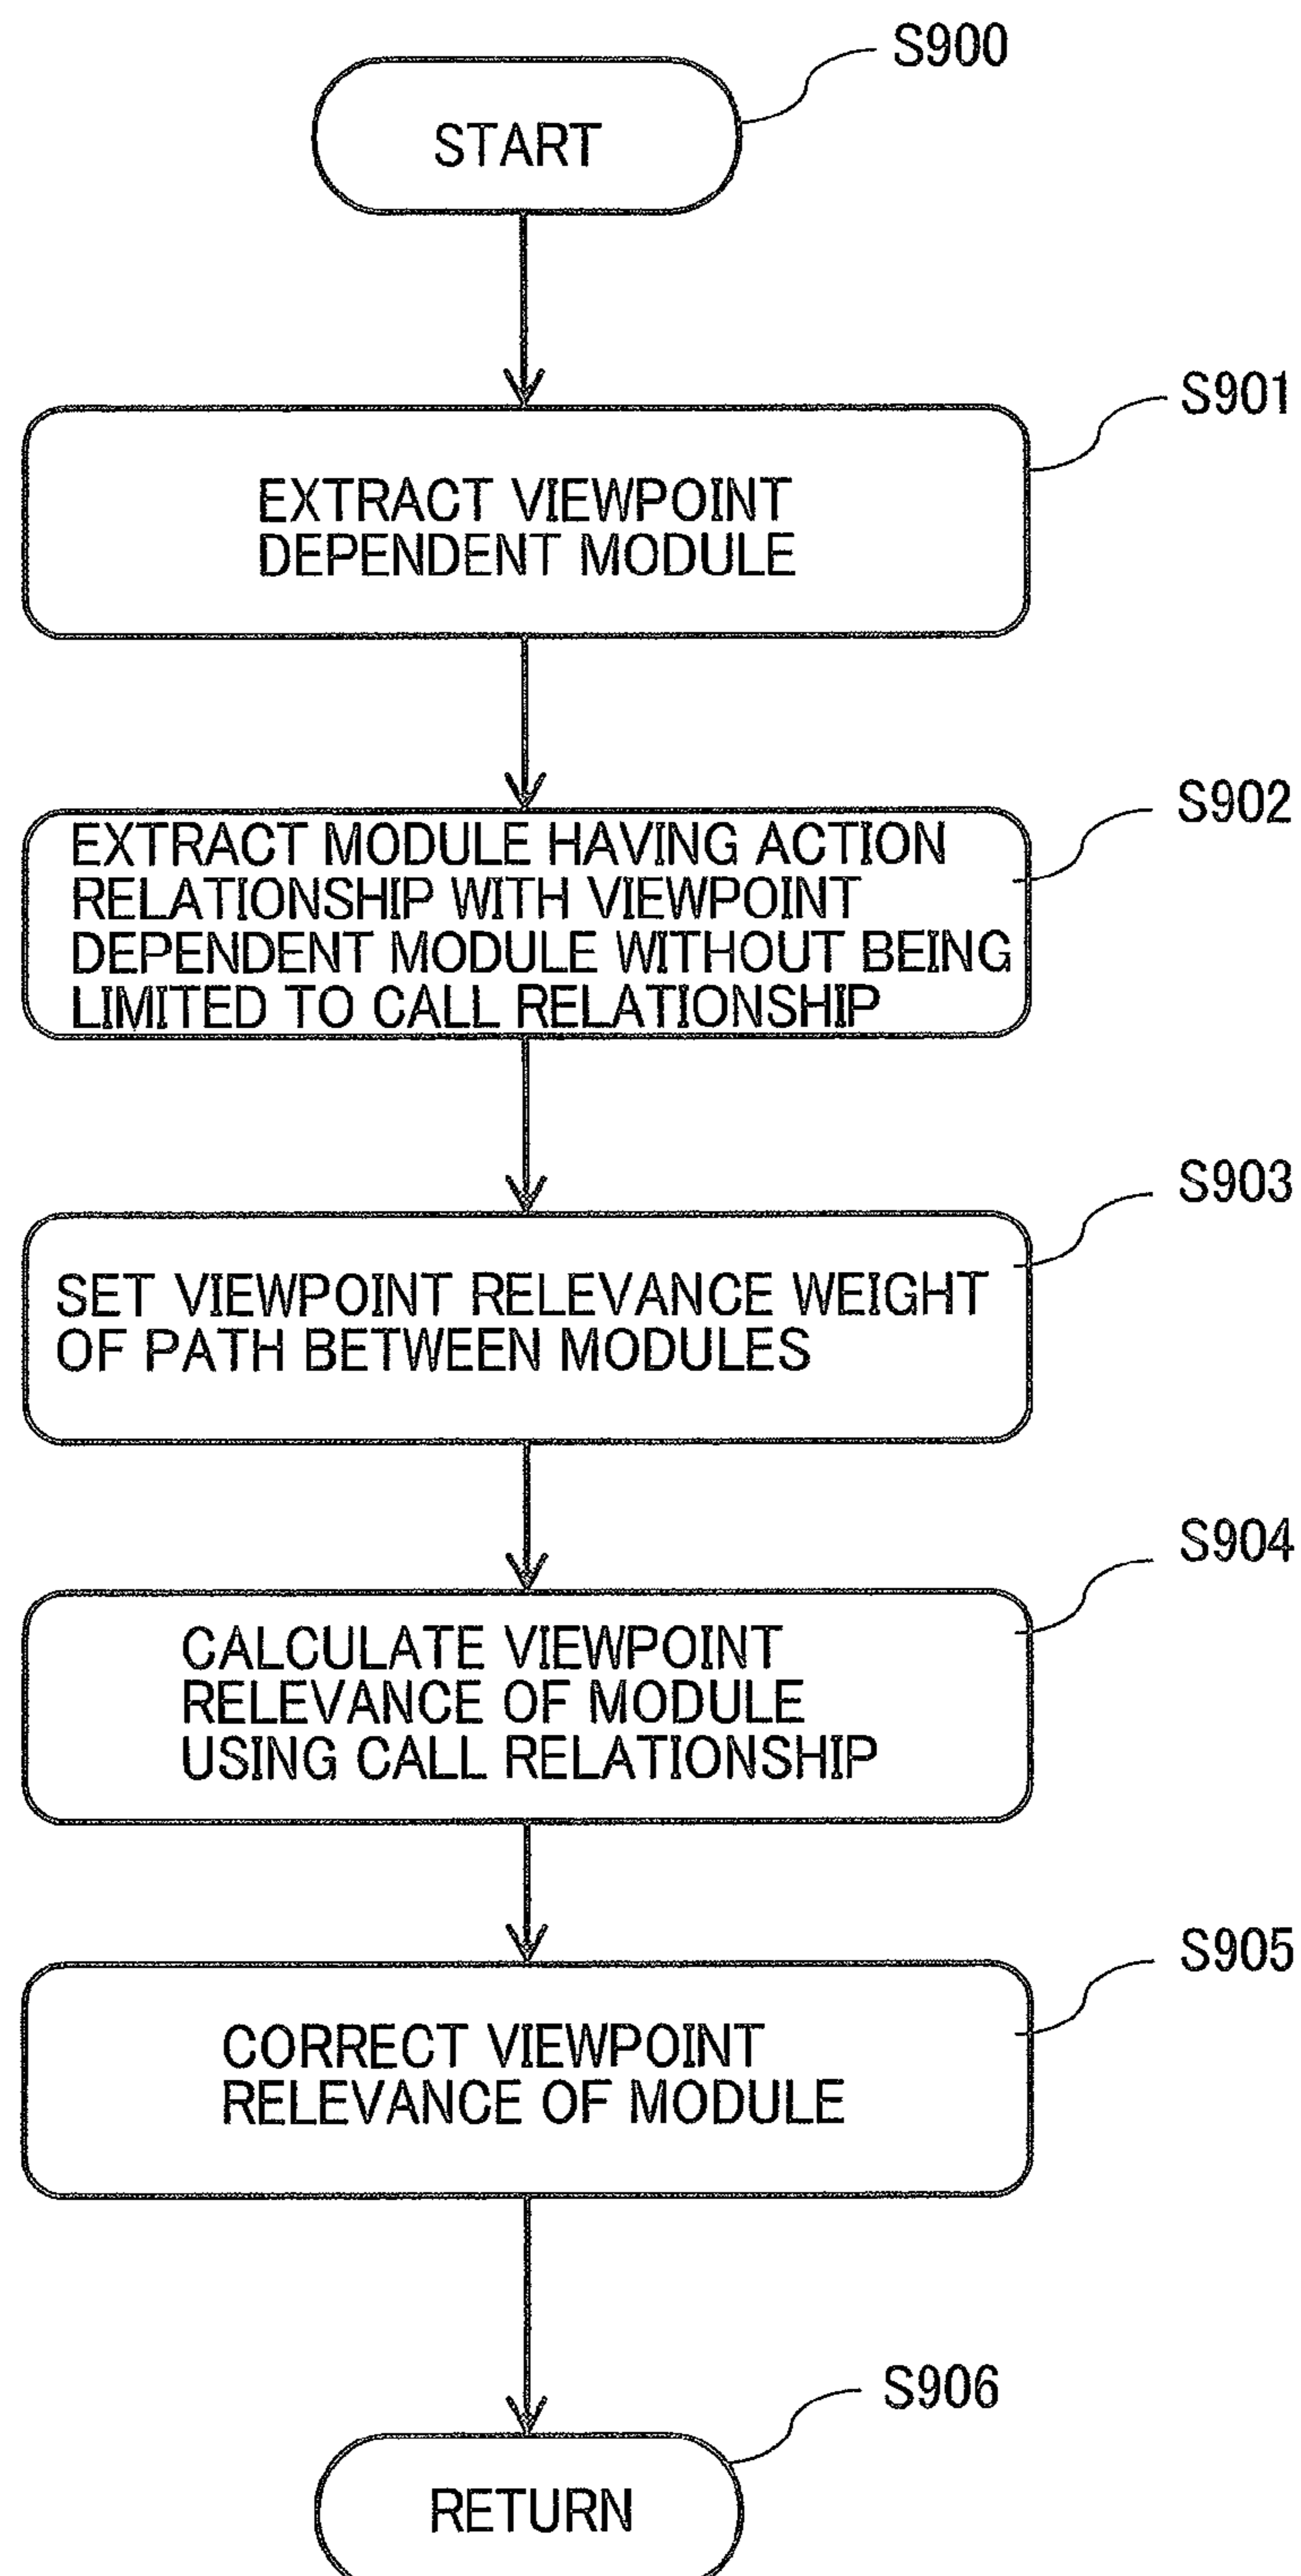 S900
START
S901
EXTRACT VIEWPOINT
DEPENDENT MODULE
S902
EXTRACT MODULE HAVING ACTION
RELATIONSHIP WITH VIEWPOINT
DEPENDENT MODULE WITHOUT BEING
LIMITED TO CALL RELATIONSHIP
S903
SET VIEWPOINT RELEVANCE WEIGHT
OF PATH BETWEEN MODULES
S904
CALCULATE VIEWPOINT
RELEVANCE OF MODULE
USING CALL RELATIONSHIP
S905
CORRECT VIEWPOINT
RELEVANCE OF MODULE
S906
RETURN